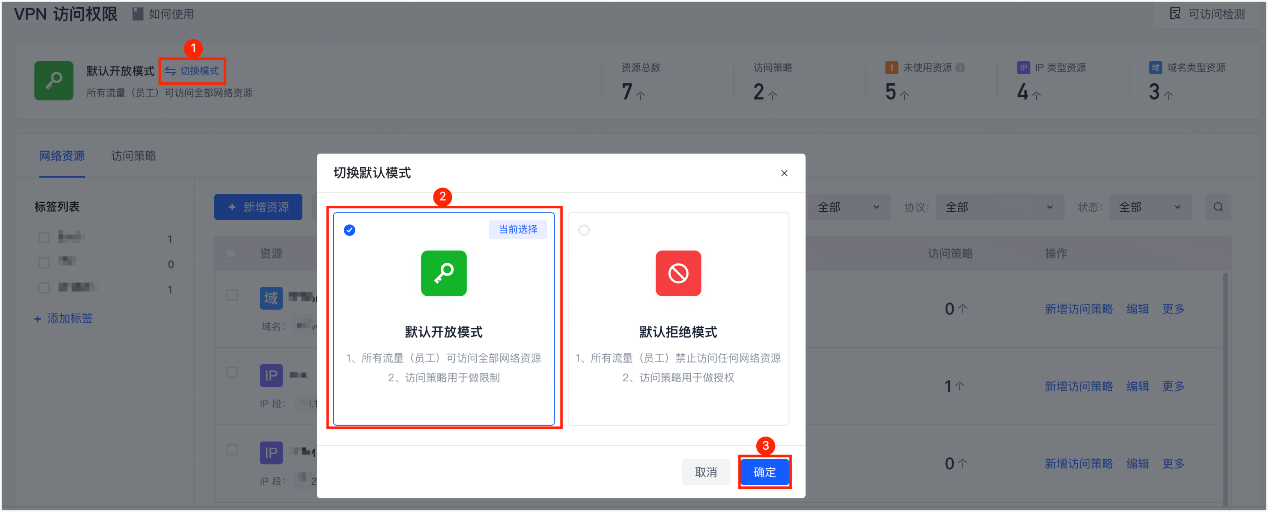 VPN 访问权限 如何使用 可访问检测
1
默认开放模式 切换模式
所有流量（员工）可访问全部网络资源
资源总数 访问策略 未使用资源 IP IP 类型资源 域 域名类型资源
7 个 2 个 5 个 4 个 3 个
网络资源 访问策略
标签列表
1
0
1
+ 添加标签
+ 新增资源 全部 协议： 全部 状态： 全部
资源 访问策略 操作
域 0 个 新增访问策略 编辑 更多
域名：
IP 1 个 新增访问策略 编辑 更多
IP 段：
IP 0 个 新增访问策略 编辑 更多
IP 段：
切换默认模式 ×
2
当前选择
默认开放模式
1、所有流量（员工）可访问全部网络资源
2、访问策略用于做限制
默认拒绝模式
1、所有流量（员工）禁止访问任何网络资源
2、访问策略用于做授权
3
取消 确定